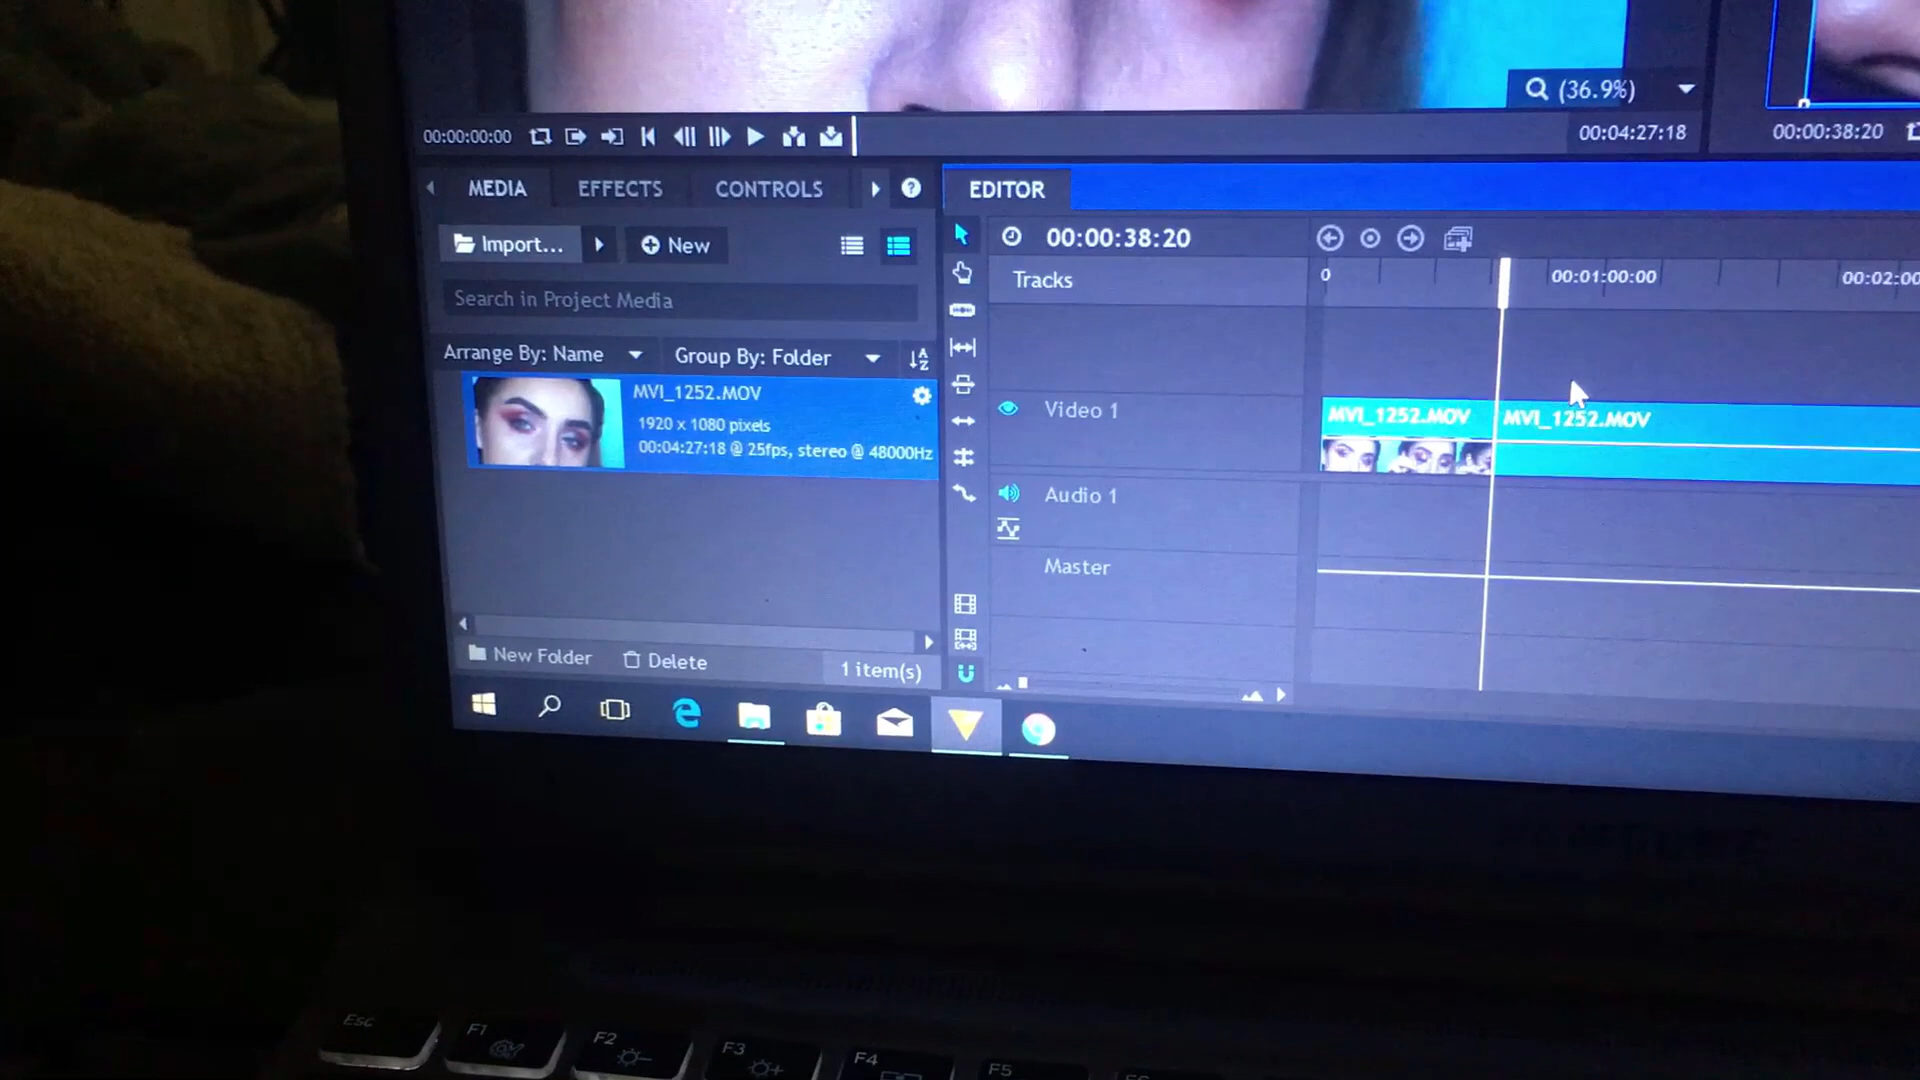 (36.9%)
00:00:00:00
00:04:27:18
00:00:38:20
MEDIA
EFFECTS
CONTROLS
EDITOR
Import...
New
00:00:38:20
Search in Project Media
Tracks
0
00:01:00:00
00:02:00
Arrange By: Name
Group By: Folder
A
Z
MVI_1252.MOV
1920 x 1080 pixels
00:04:27:18 @ 25fps, stereo @ 48000Hz
Video 1
MVI_1252.MOV
MVI_1252.MOV
Audio 1
Master
New Folder
Delete
1 item(s)
Esc
F1
F2
F3
F4
F5